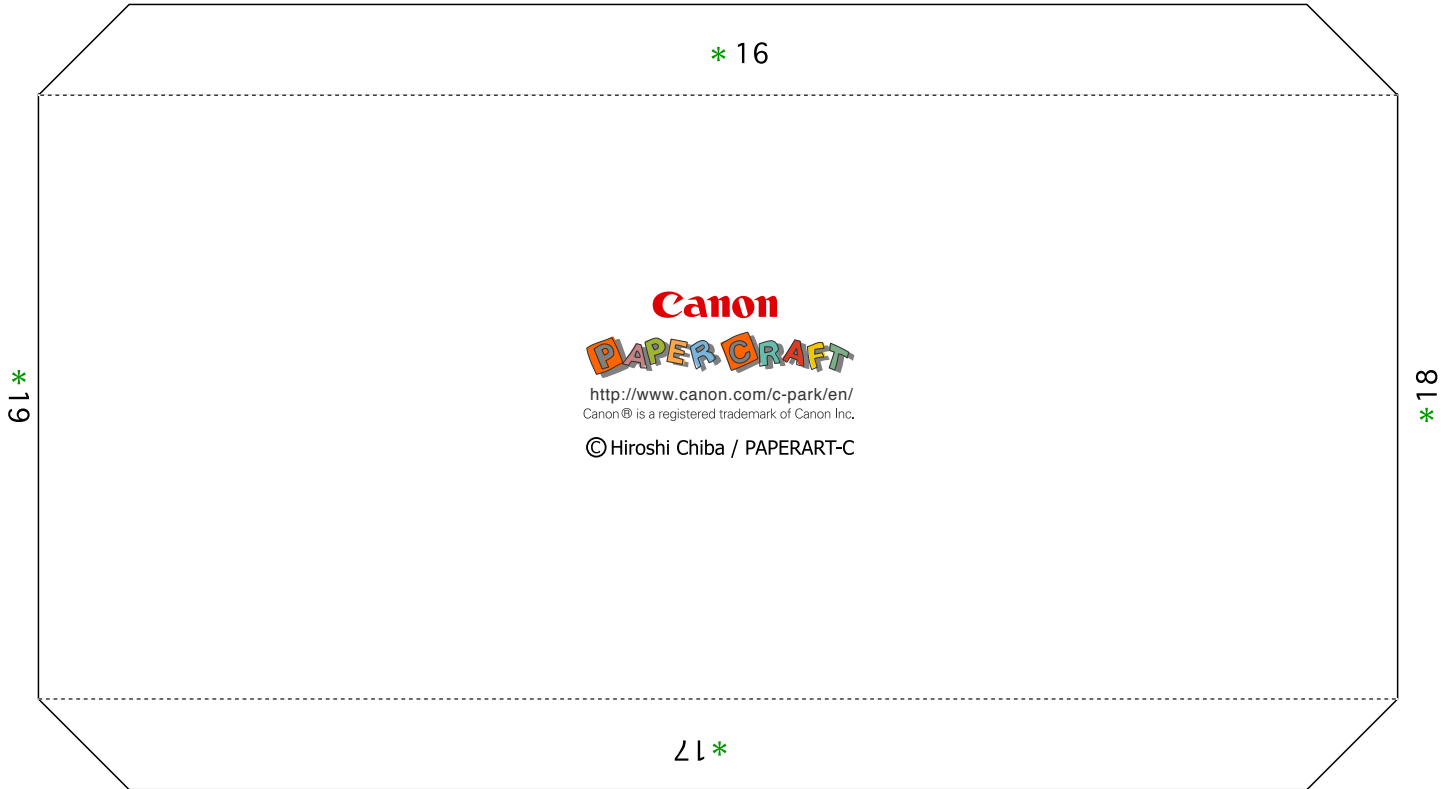 * 16
Canon
PAPER CRAFT
http://www.canon.com/c-park/en/
Canon® is a registered trademark of Canon Inc.
© Hiroshi Chiba / PAPERART-C
*19
*18
*17